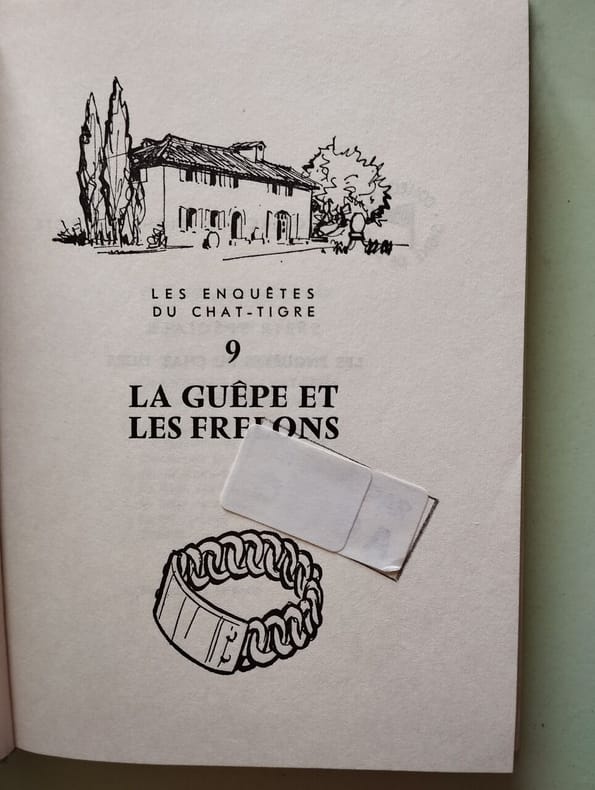 LES ENQUÊTES
DU CHAT-TIGRE
9
LA GUÊPE ET
LES FRELONS